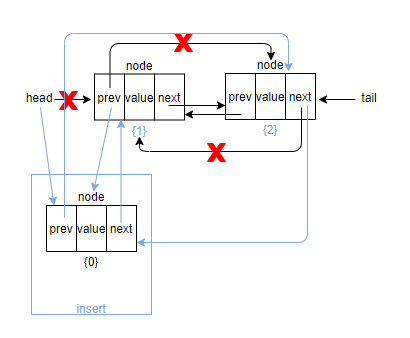 node
node
head
prev value next
prev value next
tail
{1}
{2}
node
prev value next
{0}
insert